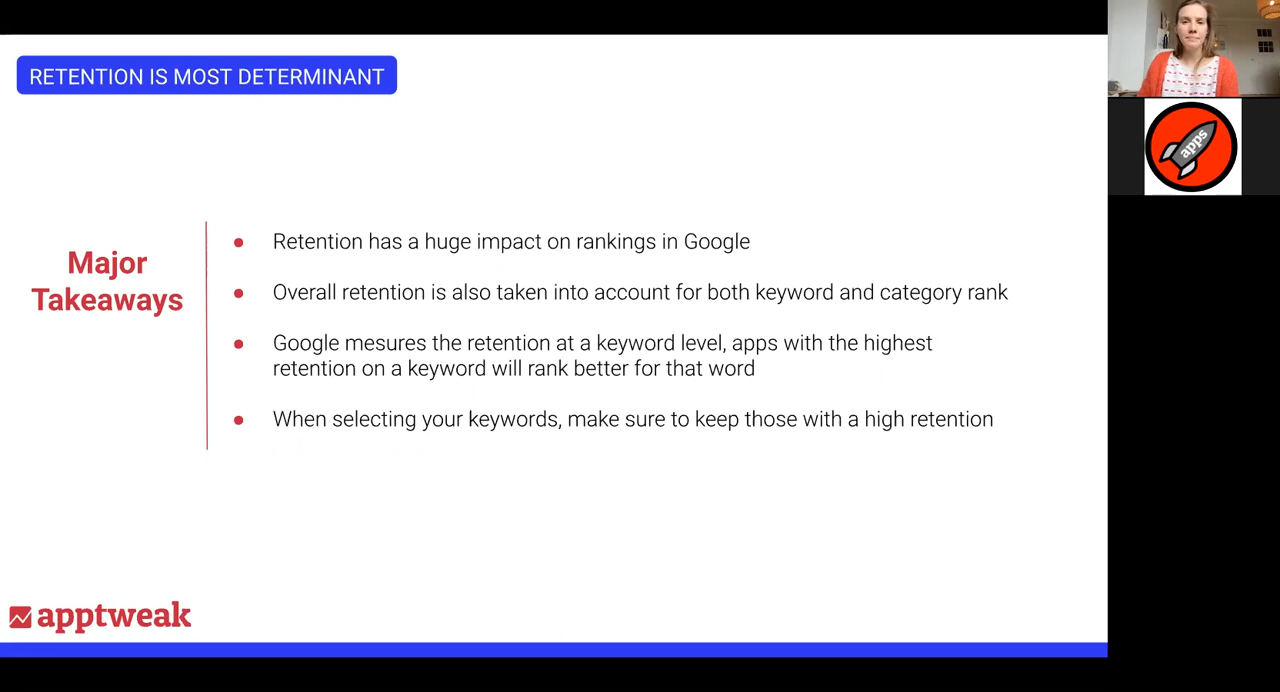 RETENTION IS MOST DETERMINANT
Major
Takeaways
● Retention has a huge impact on rankings in Google
● Overall retention is also taken into account for both keyword and category rank
● Google mesures the retention at a keyword level, apps with the highest
retention on a keyword will rank better for that word
● When selecting your keywords, make sure to keep those with a high retention
apptweak
apps